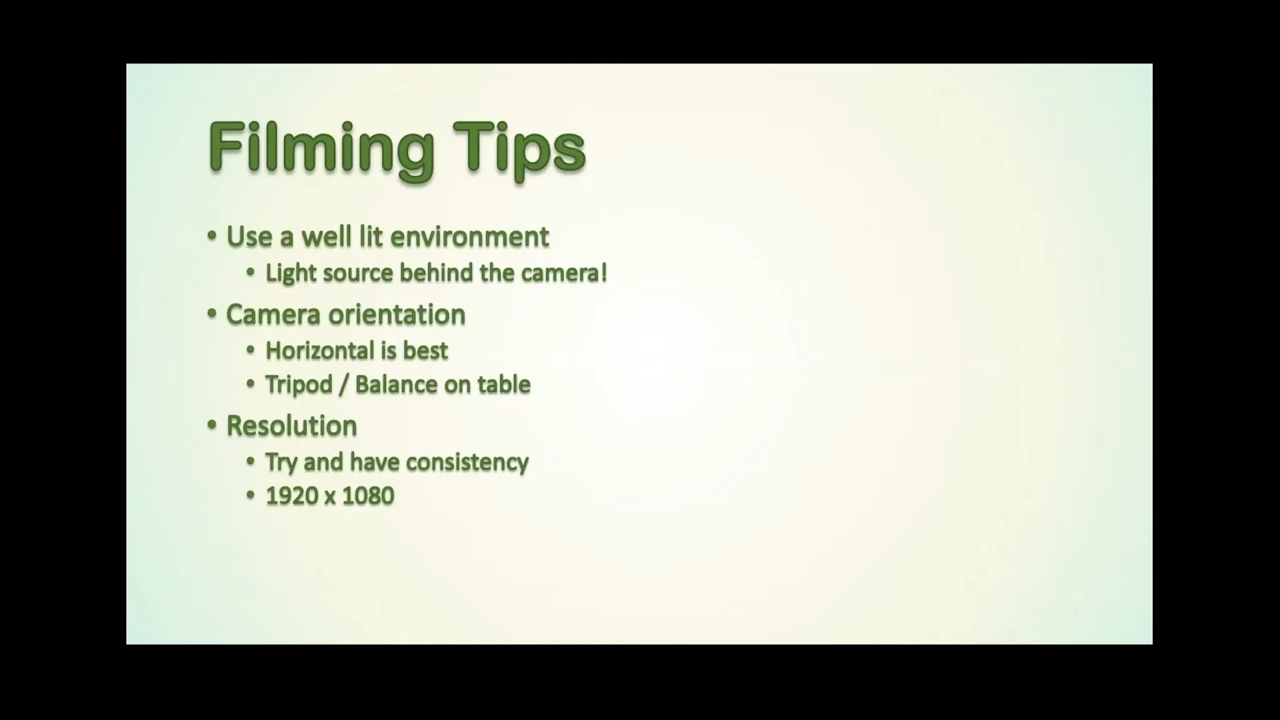 Filming Tips
• Use a well lit environment
• Light source behind the camera!
• Camera orientation
• Horizontal is best
• Tripod / Balance on table
• Resolution
• Try and have consistency
• 1920 x 1080